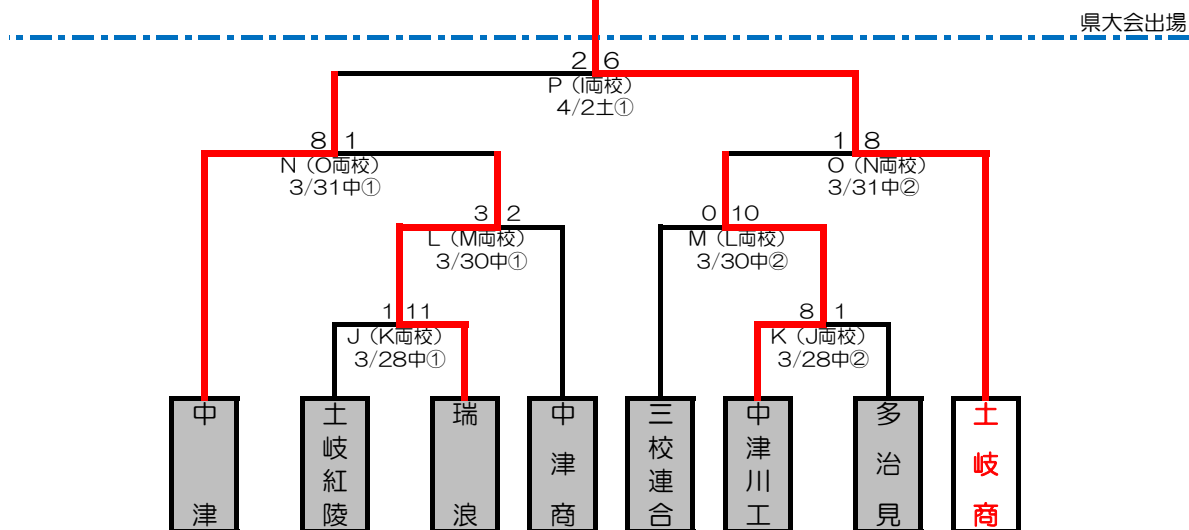 県大会出場
2 6
P（I両校）
4/2土①
8 1
N（O両校）
3/31中①
1 8
O（N両校）
3/31中②
3 2
L（M両校）
3/30中①
0 10
M（L両校）
3/30中②
1 11
J（K両校）
3/28中①
8 1
K（J両校）
3/28中②
中津
土岐紅陵
瑞浪
中津商
三校連合
中津川工
多治見
土岐商